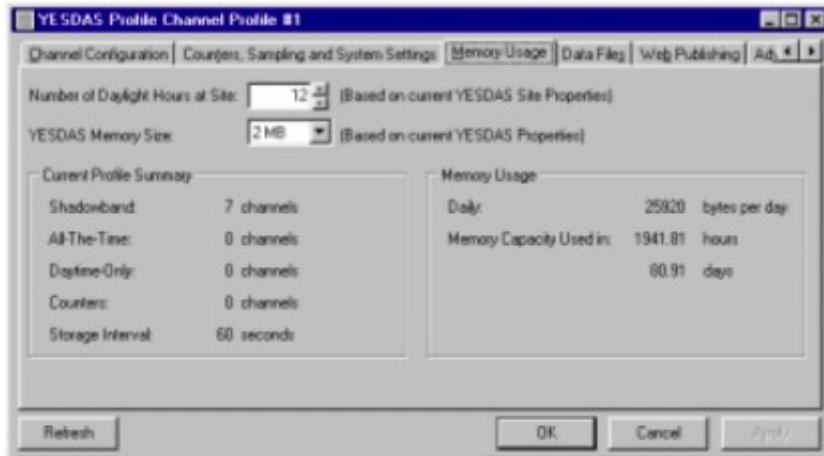 YESDAS Profile Channel Profile #1
Channel Configuration Counters, Sampling and System Settings Memory Usage Data Files Web Publishing Adv
Number of Daylight Hours at Site: 12 (Based on current YESDAS Site Properties)
YESDAS Memory Size: 2 MB (Based on current YESDAS Properties)
Current Profile Summary
Shadowband: 7 channels
All-The-Time: 0 channels
Daytime-Only: 0 channels
Counters: 0 channels
Storage Interval: 60 seconds
Memory Usage
Daily: 25920 bytes per day
Memory Capacity Used in: 1941.81 hours
80.91 days
Refresh OK Cancel Apply